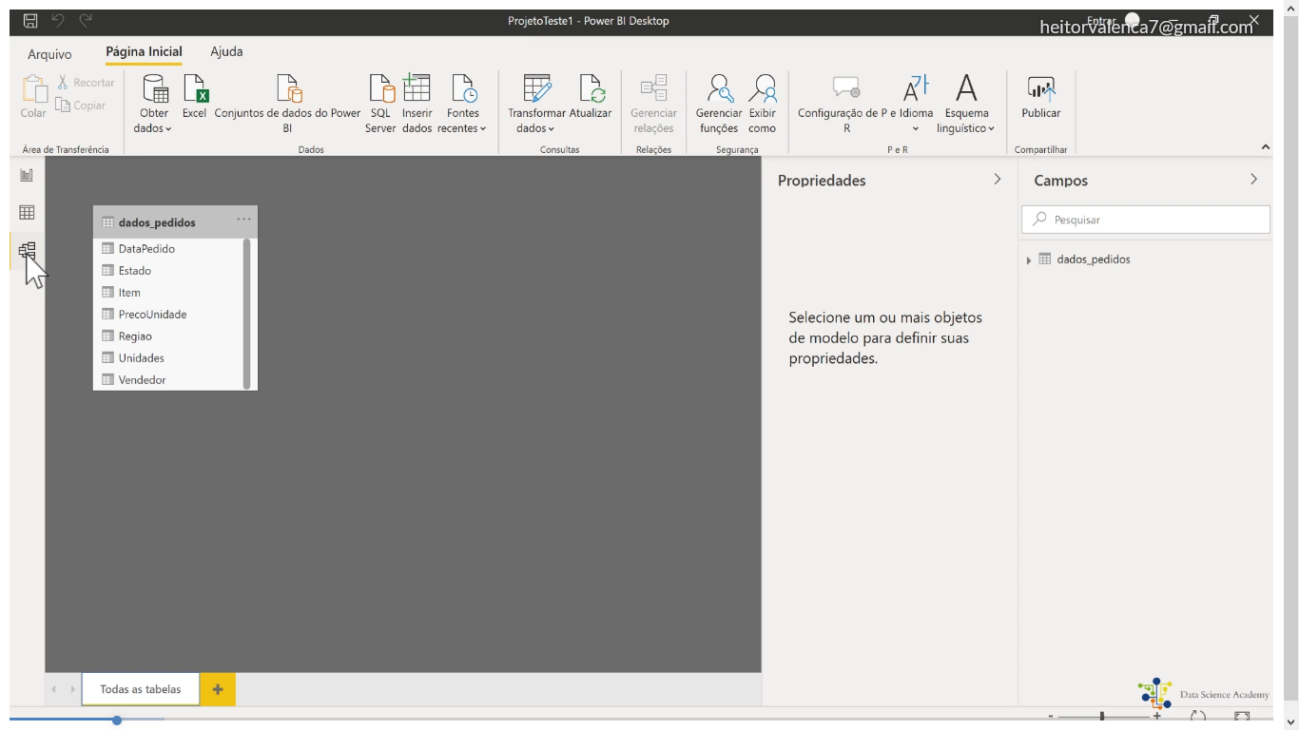 ProjetoTeste1 - Power BI Desktop
Entrar
heitorvalenca7@gmail.com
Arquivo
Página Inicial
Ajuda
Recortar
Copiar
Colar
Obter dados
Excel
Conjuntos de dados do Power BI
SQL Server
Inserir dados
Fontes recentes
Transformar dados
Atualizar
Gerenciar relações
Gerenciar funções
Exibir como
Configuração de P e R
Idioma
Esquema linguístico
Publicar
Área de Transferência
Dados
Consultas
Relações
Segurança
P e R
Compartilhar
dados_pedidos
DataPedido
Estado
Item
PrecoUnidade
Regiao
Unidades
Vendedor
Propriedades
Selecione um ou mais objetos
de modelo para definir suas
propriedades.
Campos
Pesquisar
dados_pedidos
Todas as tabelas
Data Science Academy